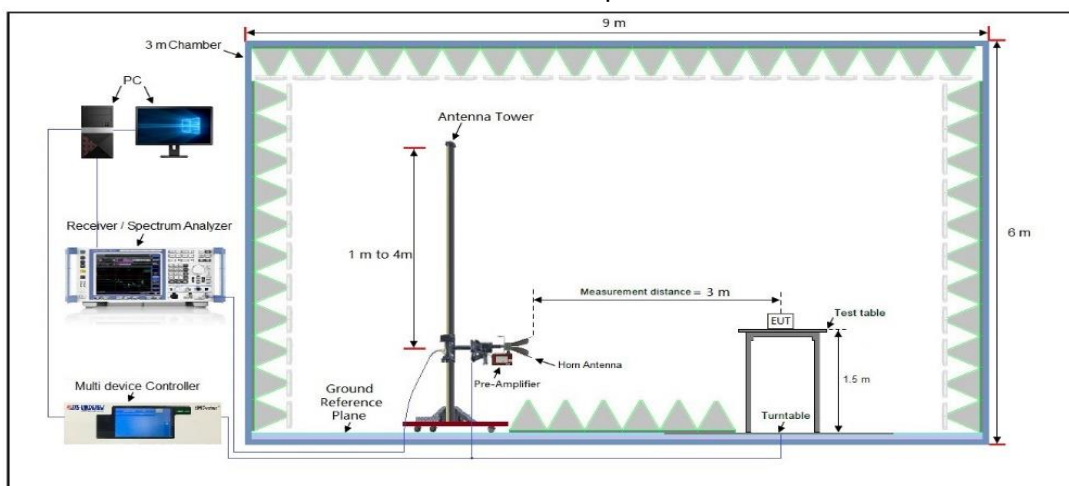 9 m
3 m Chamber
PC
Antenna Tower
Receiver / Spectrum Analyzer
1 m to 4m
6 m
Measurement distance = 3 m
EUT
Test table
Horn Antenna
Pre-Amplifier
1.5 m
Multi device Controller
Ground
Reference
Plane
Turntable